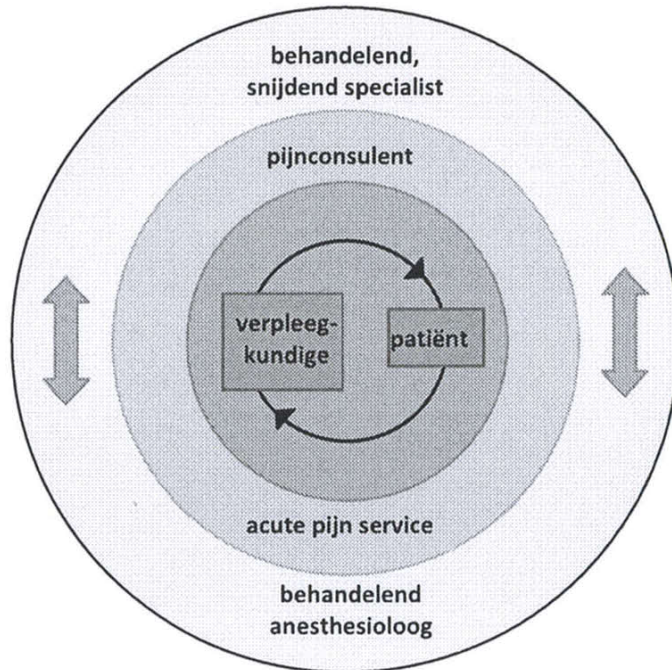 behandelend,
snijdend specialist
pijnconsulent
verpleeg-
kundige
patiënt
acute pijn service
behandelend
anesthesioloog